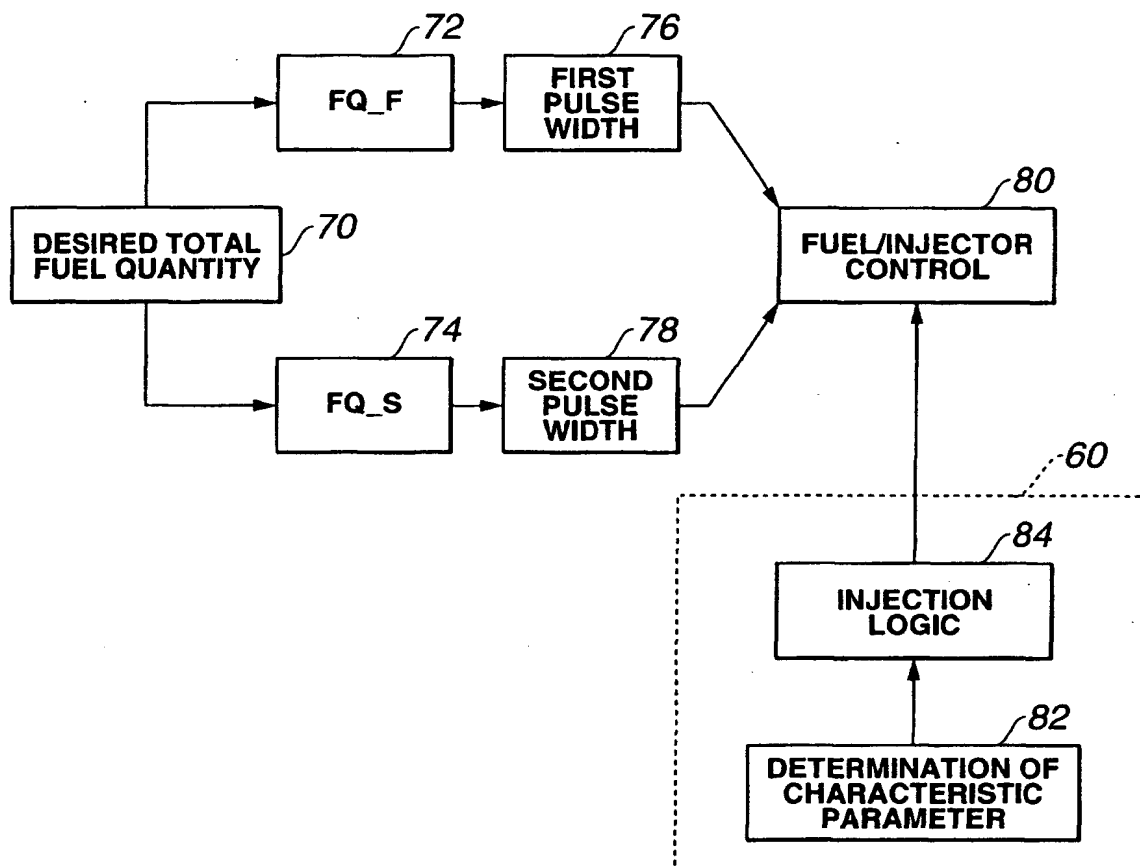 72
76
FQ_F
FIRST
PULSE
WIDTH
80
70
DESIRED TOTAL
FUEL QUANTITY
FUEL/INJECTOR
CONTROL
74
78
FQ_S
SECOND
PULSE
WIDTH
60
84
INJECTION
LOGIC
82
DETERMINATION OF
CHARACTERISTIC
PARAMETER